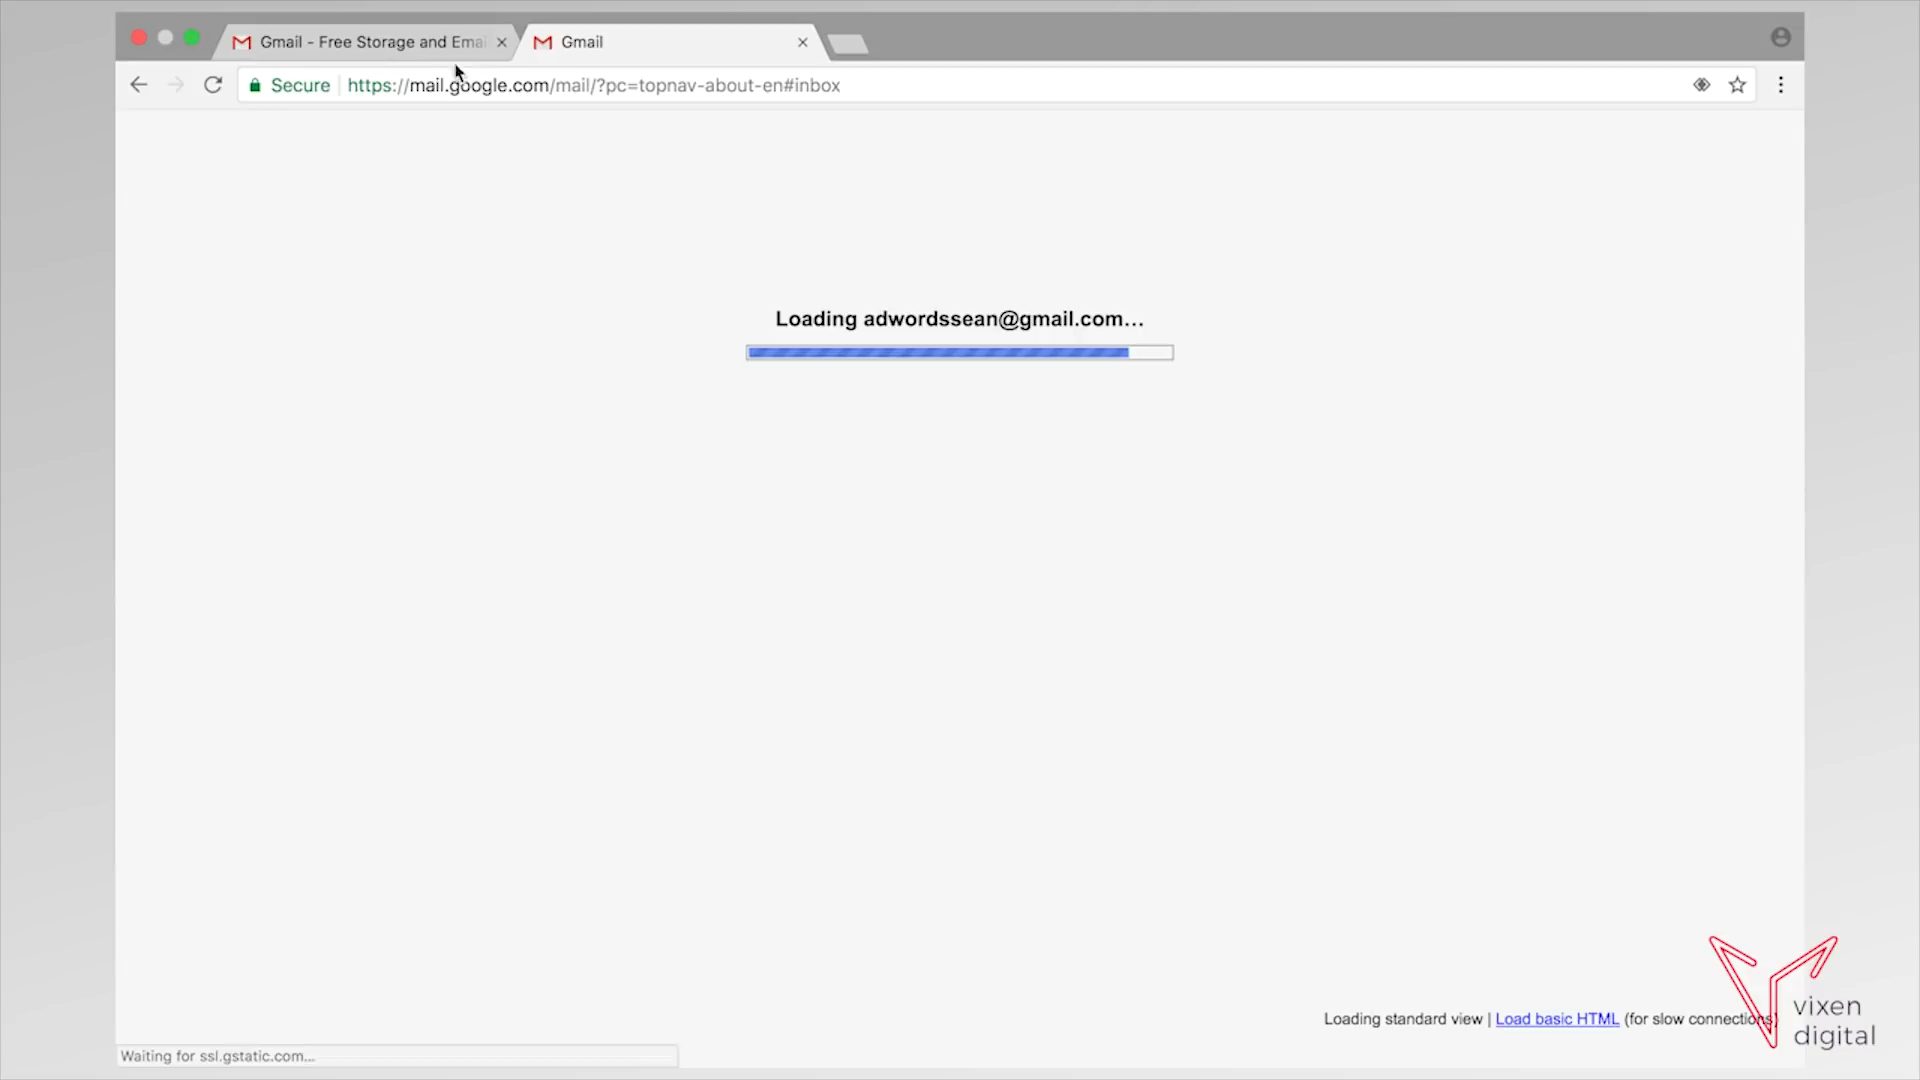 Gmail - Free Storage and Emai
Gmail
Secure
https://mail.google.com/mail/?pc=topnav-about-en#inbox
Loading adwordssean@gmail.com...
Loading standard view | Load basic HTML (for slow connections)
vixen
digital
Waiting for ssl.gstatic.com...